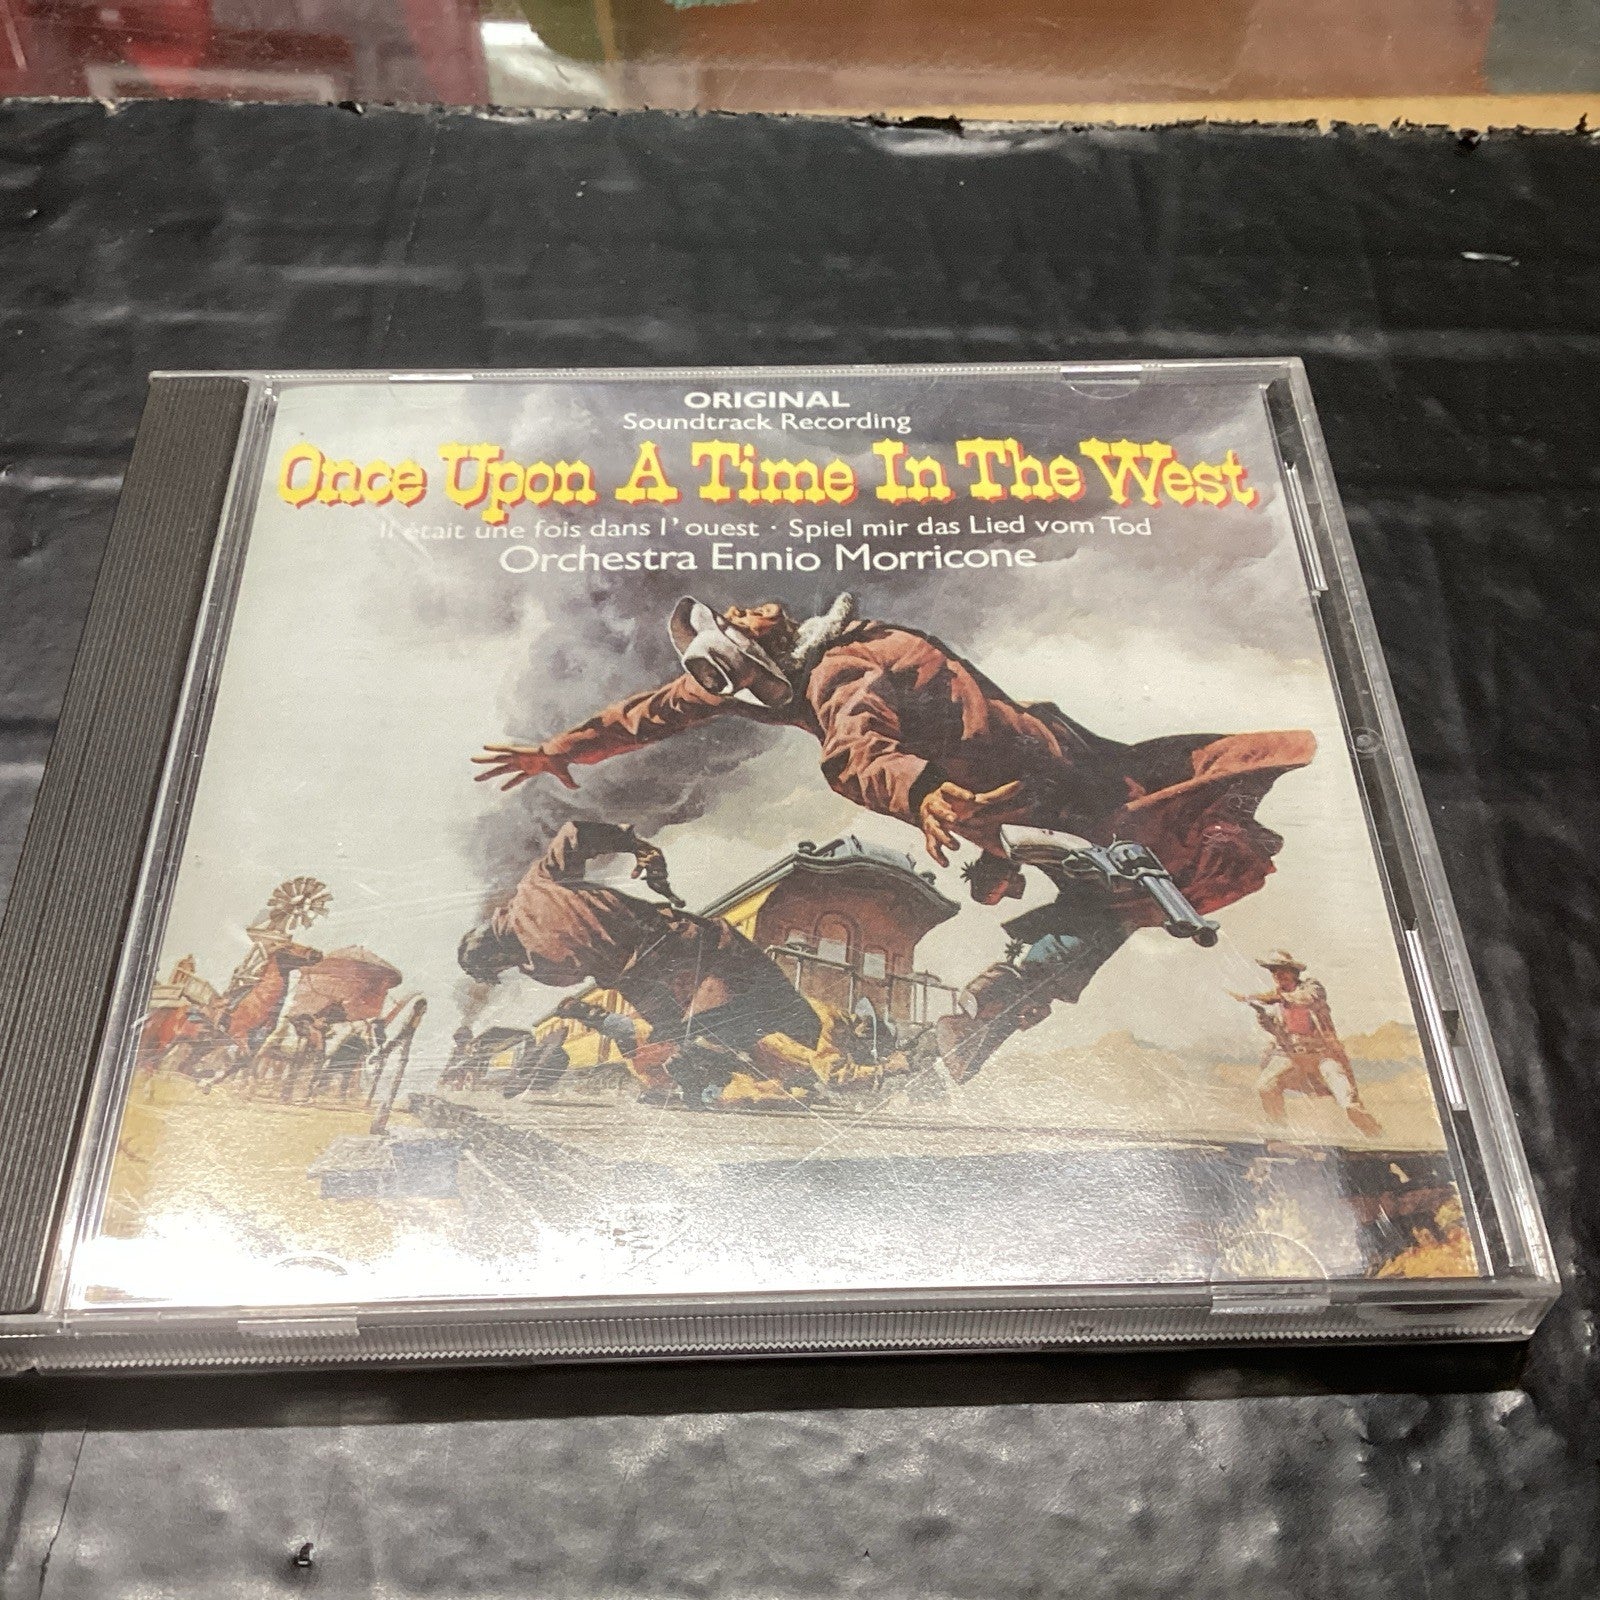 ORIGINAL
Soundtrack Recording
Once Upon A Time In The West
Il était une fois dans l'ouest · Spiel mir das Lied vom Tod
Orchestra Ennio Morricone